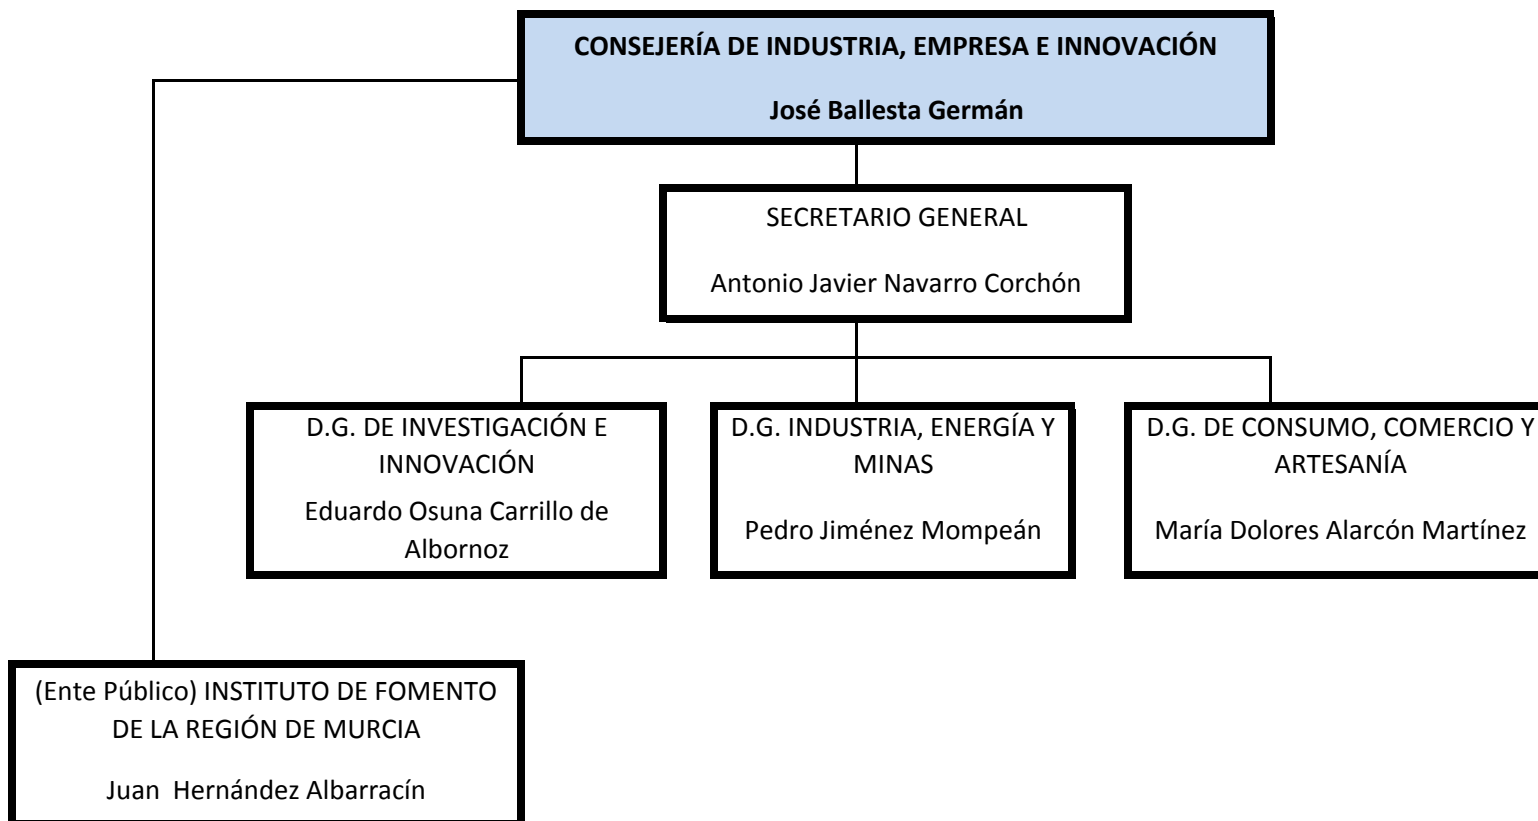 CONSEJERÍA DE INDUSTRIA, EMPRESA E INNOVACIÓN
José Ballesta Germán
SECRETARIO GENERAL
Antonio Javier Navarro Corchón
D.G. DE INVESTIGACIÓN E
INNOVACIÓN
Eduardo Osuna Carrillo de
Albornoz
D.G. INDUSTRIA, ENERGÍA Y
MINAS
Pedro Jiménez Mompeán
D.G. DE CONSUMO, COMERCIO Y
ARTESANÍA
María Dolores Alarcón Martínez
(Ente Público) INSTITUTO DE FOMENTO
DE LA REGIÓN DE MURCIA
Juan  Hernández Albarracín